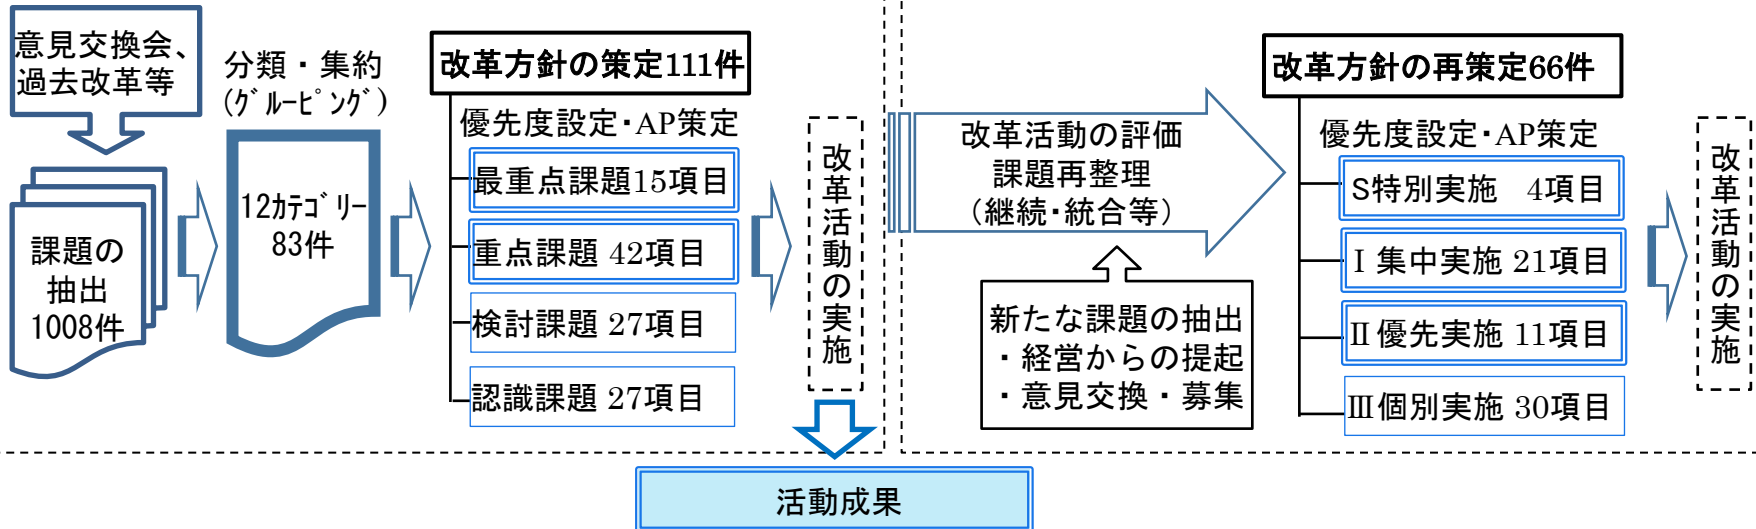 意見交換会、
過去改革等
課題の
抽出
1008件
分類・集約
(ｸﾞﾙｰﾋﾟﾝｸﾞ)
12ｶﾃｺﾞﾘｰ
83件
改革方針の策定111件
優先度設定・AP策定
最重点課題15項目
重点課題 42項目
検討課題 27項目
認識課題 27項目
改革活動の実施
改革活動の評価
課題再整理
（継続・統合等）
新たな課題の抽出
・経営からの提起
・意見交換・募集
改革方針の再策定66件
優先度設定・AP策定
S特別実施　4項目
Ⅰ 集中実施 21項目
Ⅱ優先実施 11項目
Ⅲ個別実施 30項目
改革活動の実施
活動成果